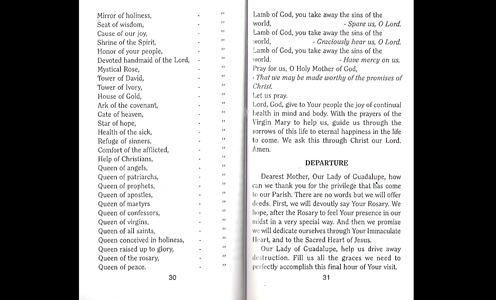 Mirror of holiness, - "
Seat of wisdom, - "
Cause of our joy, - "
Shrine of the Spirit, - "
Honor of your people, - "
Devoted handmaid of the Lord, - "
Mystical Rose, - "
Tower of David, - "
Tower of Ivory, - "
House of Gold, - "
Ark of the covenant, - "
Gate of heaven, - "
Star of hope, - "
Health of the sick, - "
Refuge of sinners, - "
Comfort of the afflicted, - "
Help of Christians, - "
Queen of angels, - "
Queen of patriarchs, - "
Queen of prophets, - "
Queen of apostles, - "
Queen of martyrs - "
Queen of confessors, - "
Queen of virgins, - "
Queen of all saints, - "
Queen conceived in holiness, - "
Queen raised up to glory, - "
Queen of the rosary, - "
Queen of peace. - "
30
Lamb of God, you take away the sins of the
world, - Spare us, O Lord.
Lamb of God, you take away the sins of the
world, - Graciously hear us, O Lord.
Lamb of God, you take away the sins of the
world. - Have mercy on us.
Pray for us, O Holy Mother of God,
- That we may be made worthy of the promises of
Christ.
Let us pray.
Lord, God, give to Your people the joy of continual
health in mind and body. With the prayers of the
Virgin Mary to help us, guide us through the
sorrows of this life to eternal happiness in the life
to come. We ask this through Christ our Lord.
Amen.
DEPARTURE
Dearest Mother, Our Lady of Guadalupe, how
can we thank you for the privilege that has come
to our Parish. There are no words but we will offer
deeds. First, we will devoutly say Your Rosary. We
hope, after the Rosary to feel Your presence in our
midst in a very special way. And then we promise
we will dedicate ourselves through Your Immaculate
Heart, and to the Sacred Heart of Jesus.
Our Lady of Guadalupe, help us drive away
destruction. Fill us all the graces we need to
perfectly accomplish this final hour of Your visit.
31